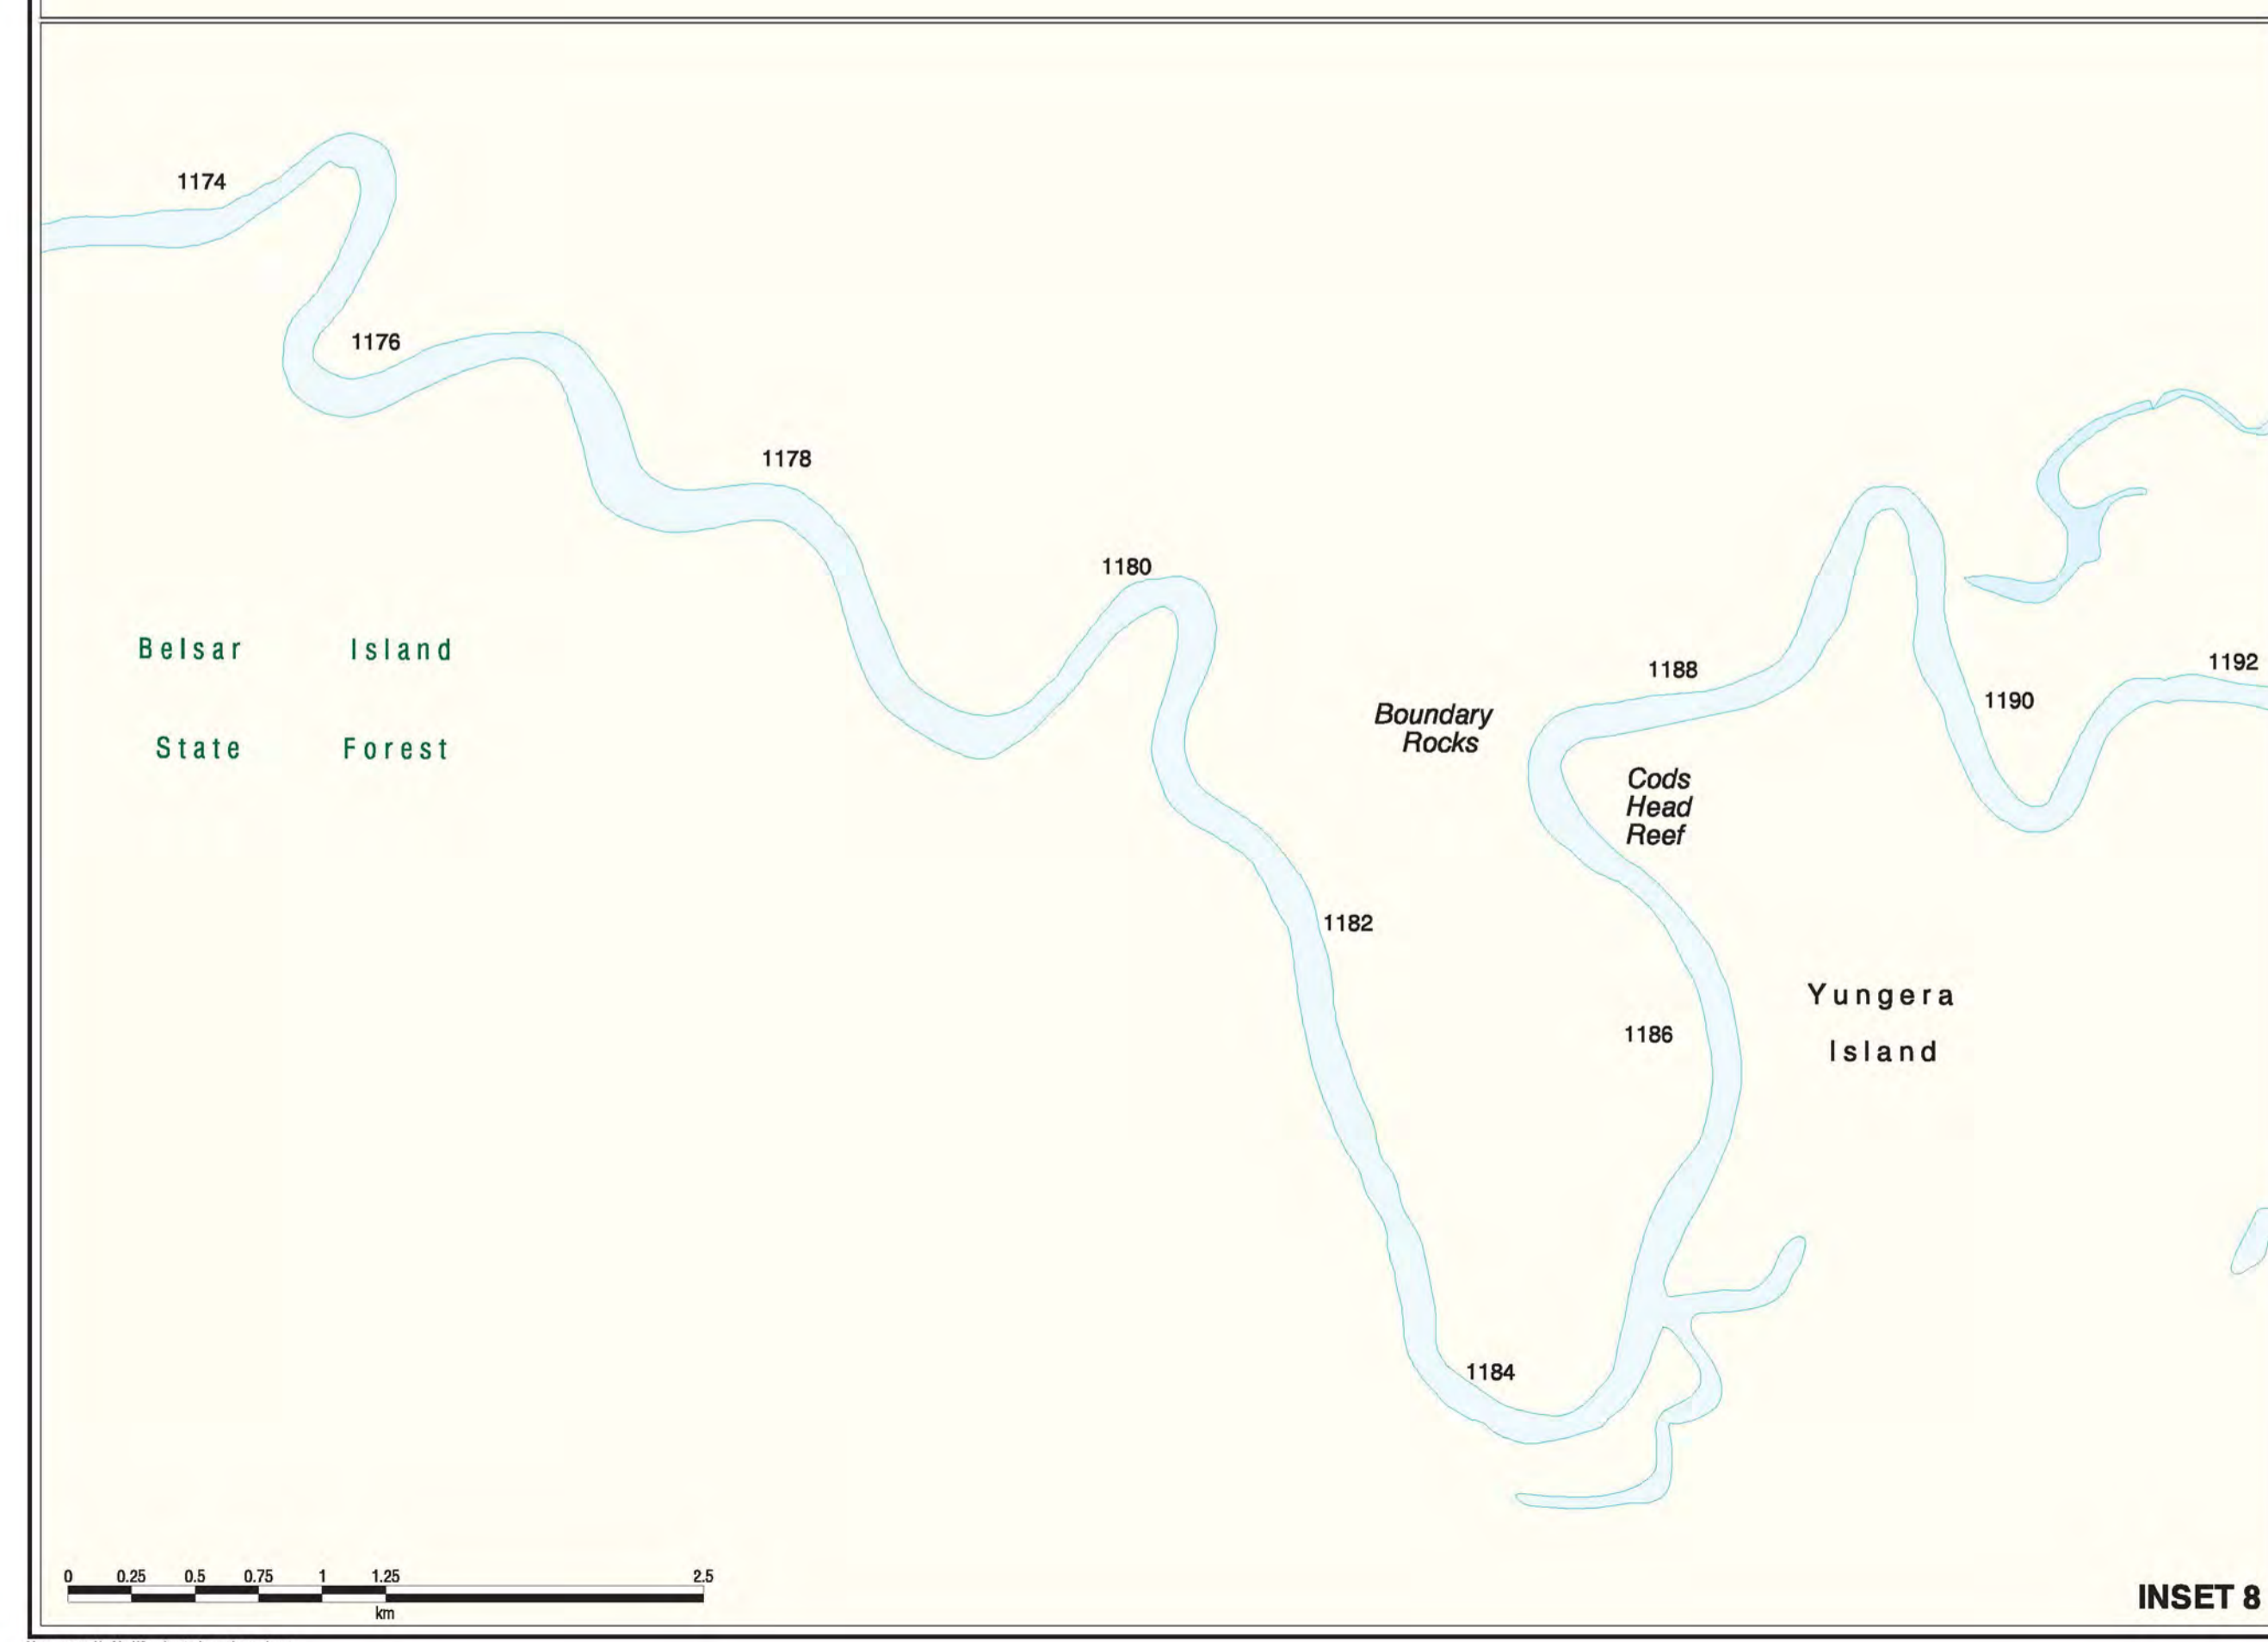 1174
1176
1178
1180
1188
1192
1190
Belsar Island
State Forest
Boundary
Rocks
Cods
Head
Reef
1182
1186
Yungera
Island
1184
0 0.25 0.5 0.75 1 1.25 2.5
km
INSET 8